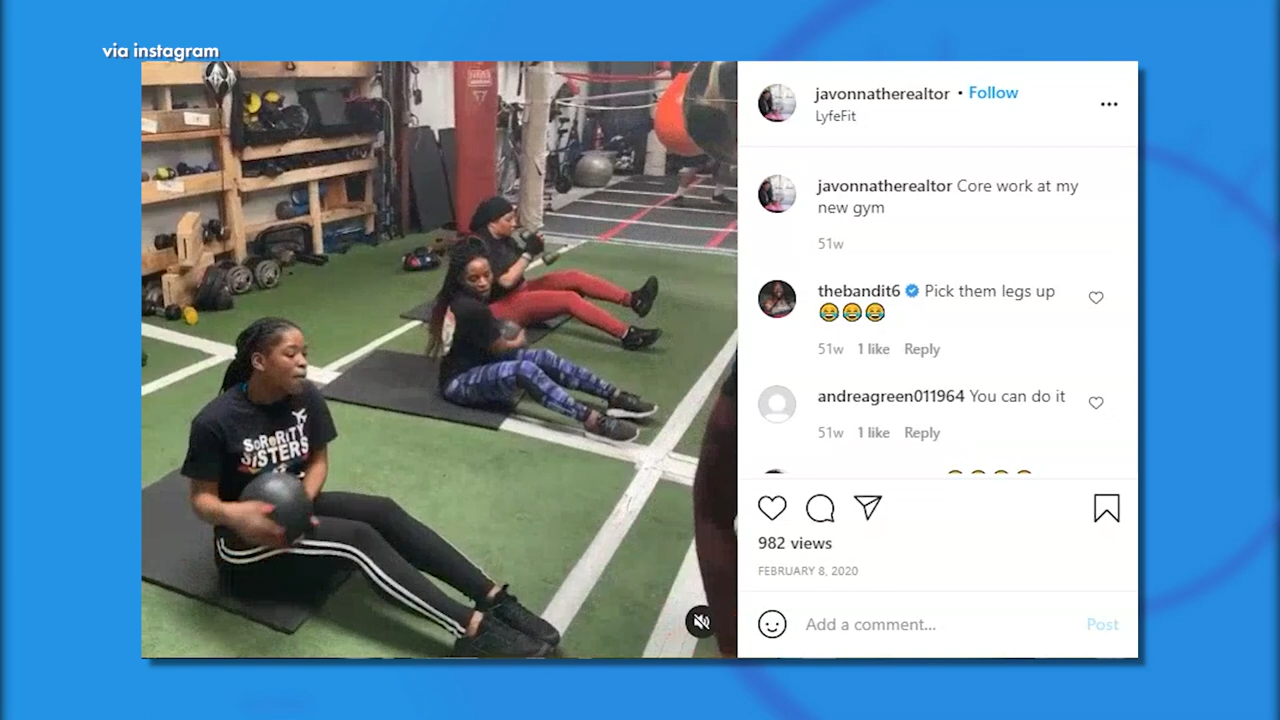 via instagram
javonnatherealtor • Follow
LyfeFit
javonnatherealtor Core work at my
new gym
51w
thebandit6 Pick them legs up
😂😂😂
51w 1 like Reply
andreagreen011964 You can do it
51w 1 like Reply
SORORITY
SISTERS
982 views
FEBRUARY 8, 2020
Add a comment...
Post